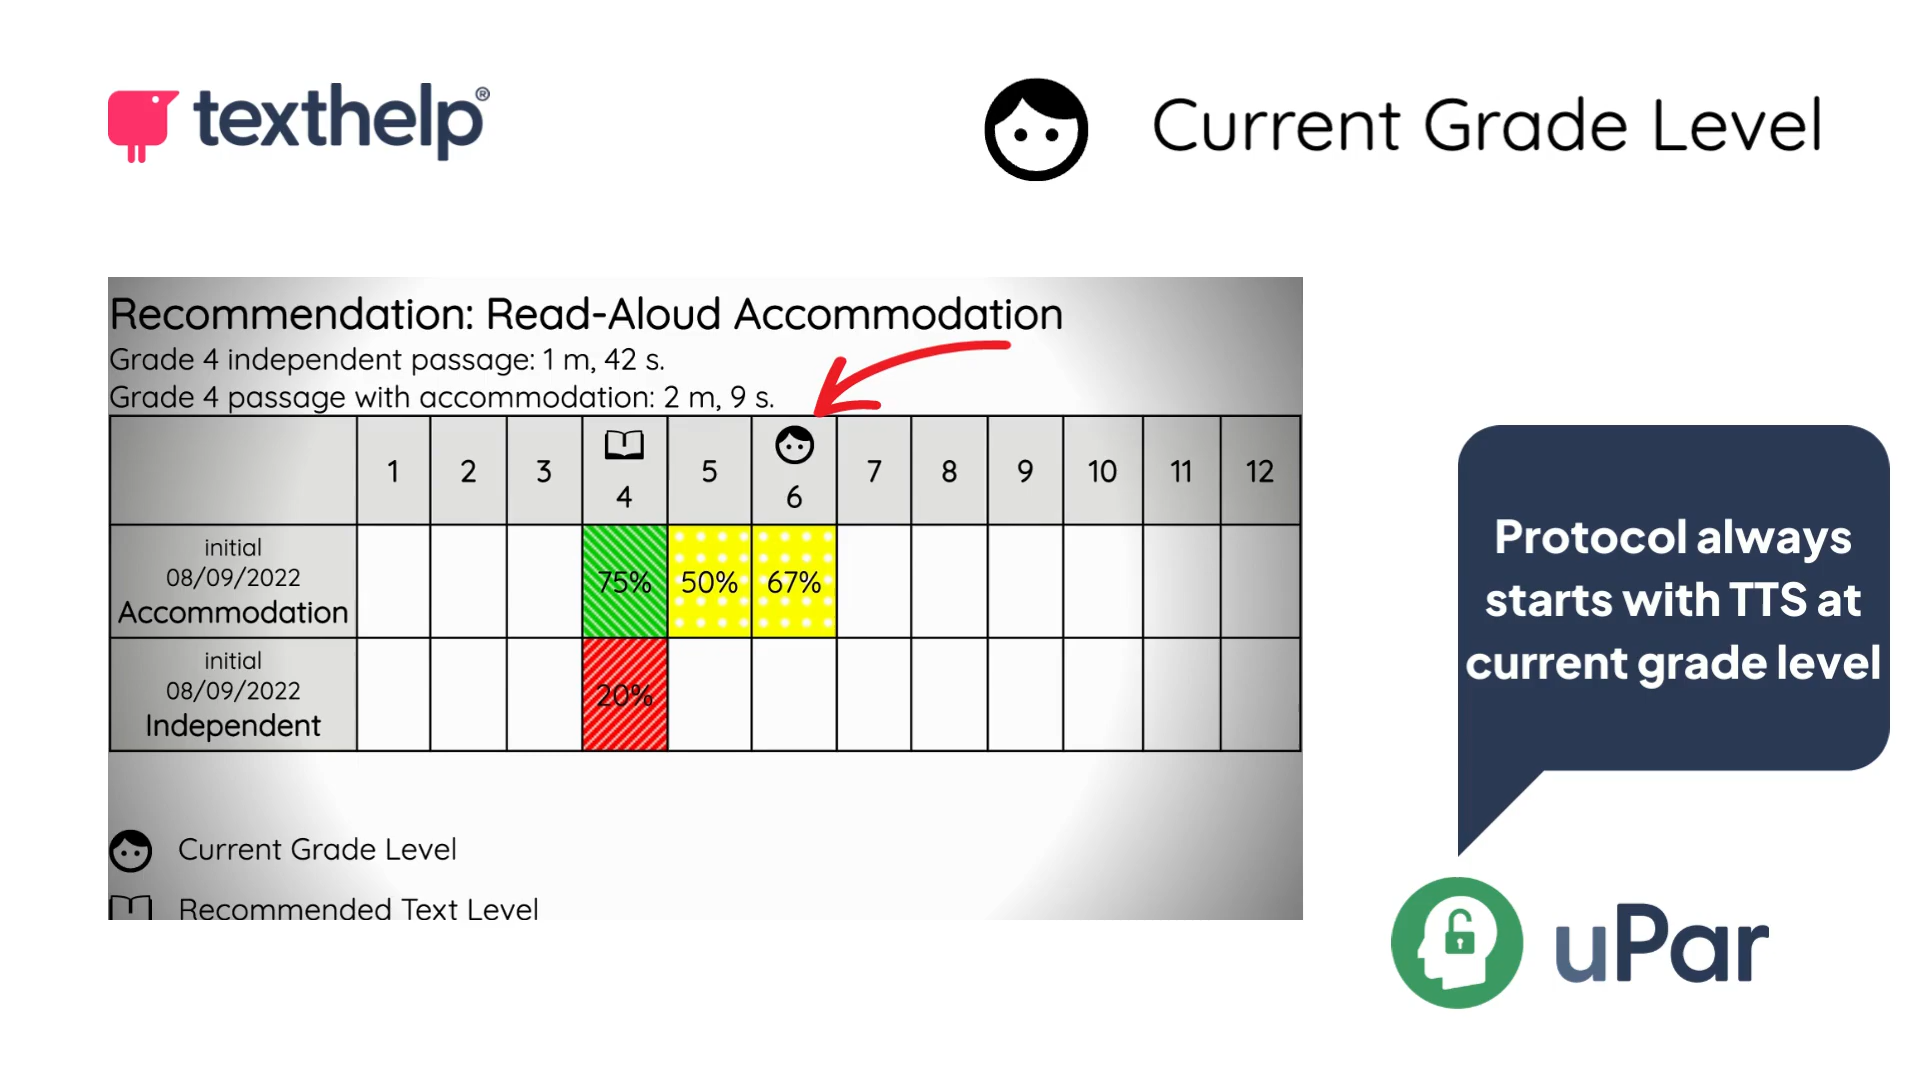 texthelp®
Current Grade Level
Recommendation: Read-Aloud Accommodation
Grade 4 independent passage: 1 m, 42 s.
Grade 4 passage with accommodation: 2 m, 9 s.
1 2 3 4 5 6 7 8 9 10 11 12
initial
08/09/2022
Accommodation
75% 50% 67%
initial
08/09/2022
Independent
20%
Current Grade Level
Recommended Text Level
Protocol always
starts with TTS at
current grade level
uPar